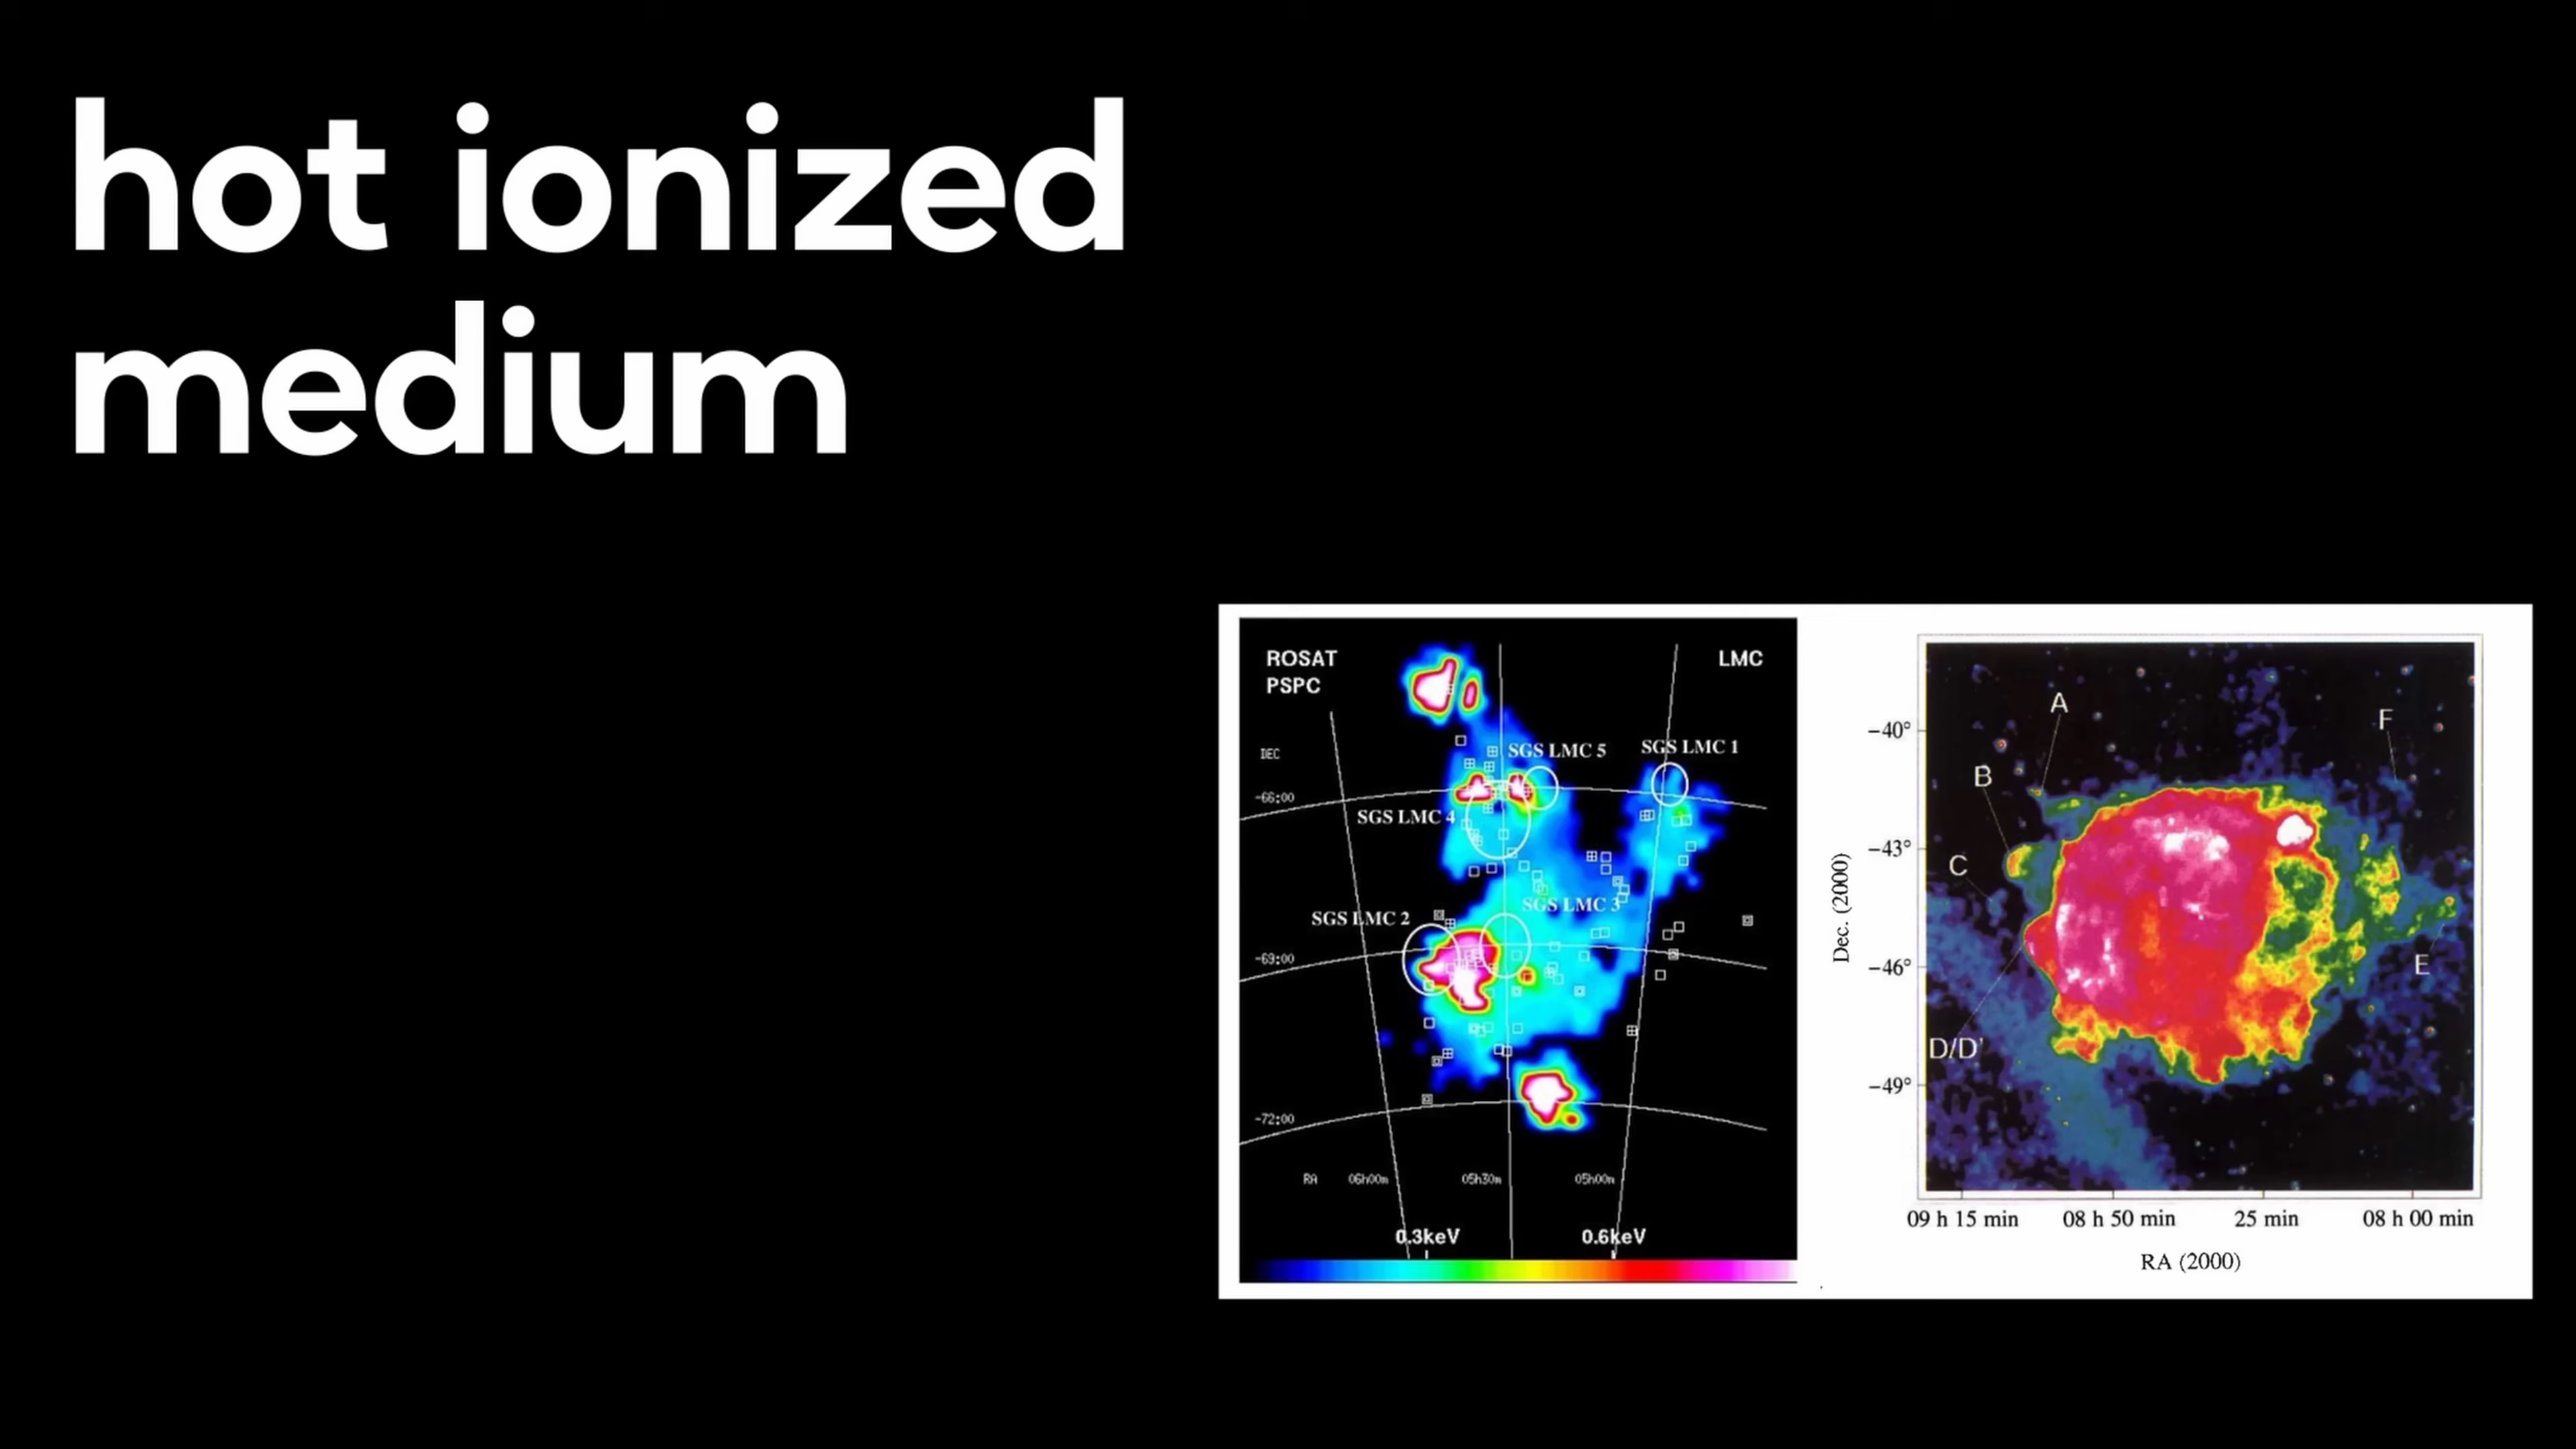 hot ionized
medium
ROSAT
PSPC
LMC
DEC
SGS LMC 5
SGS LMC 1
-66:00
SGS LMC 4
SGS LMC 3
SGS LMC 2
-69:00
-72:00
RA
06h00m
05h30m
05h00m
0.3keV
0.6keV
A
F
B
C
E
D/D'
−40°
−43°
−46°
−49°
Dec. (2000)
09 h 15 min
08 h 50 min
25 min
08 h 00 min
RA (2000)